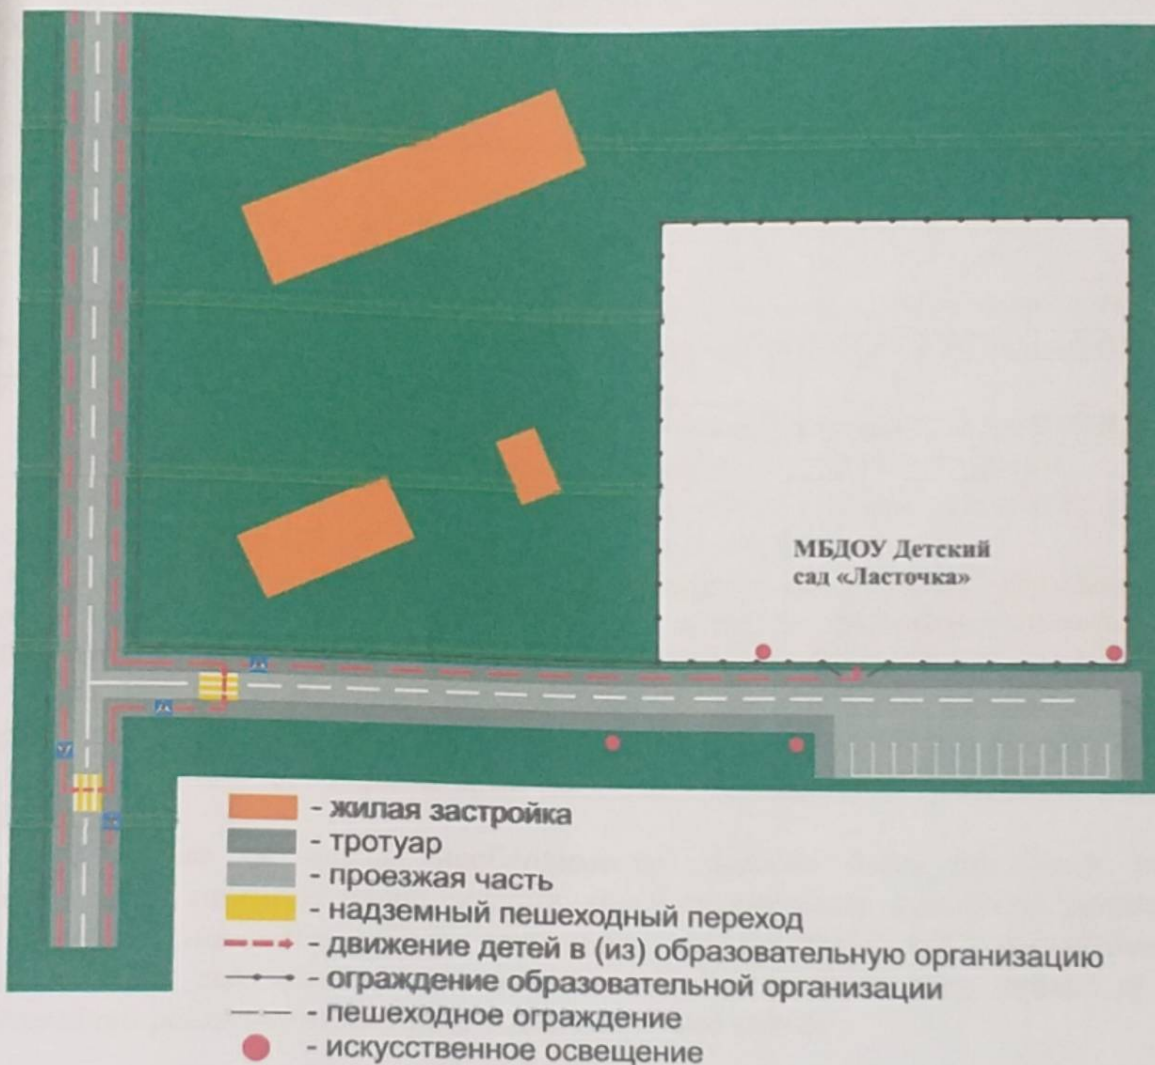 МБДОУ Детский
сад «Ласточка»
- жилая застройка
- тротуар
- проезжая часть
- надземный пешеходный переход
- движение детей в (из) образовательную организацию
- ограждение образовательной организации
- пешеходное ограждение
- искусственное освещение